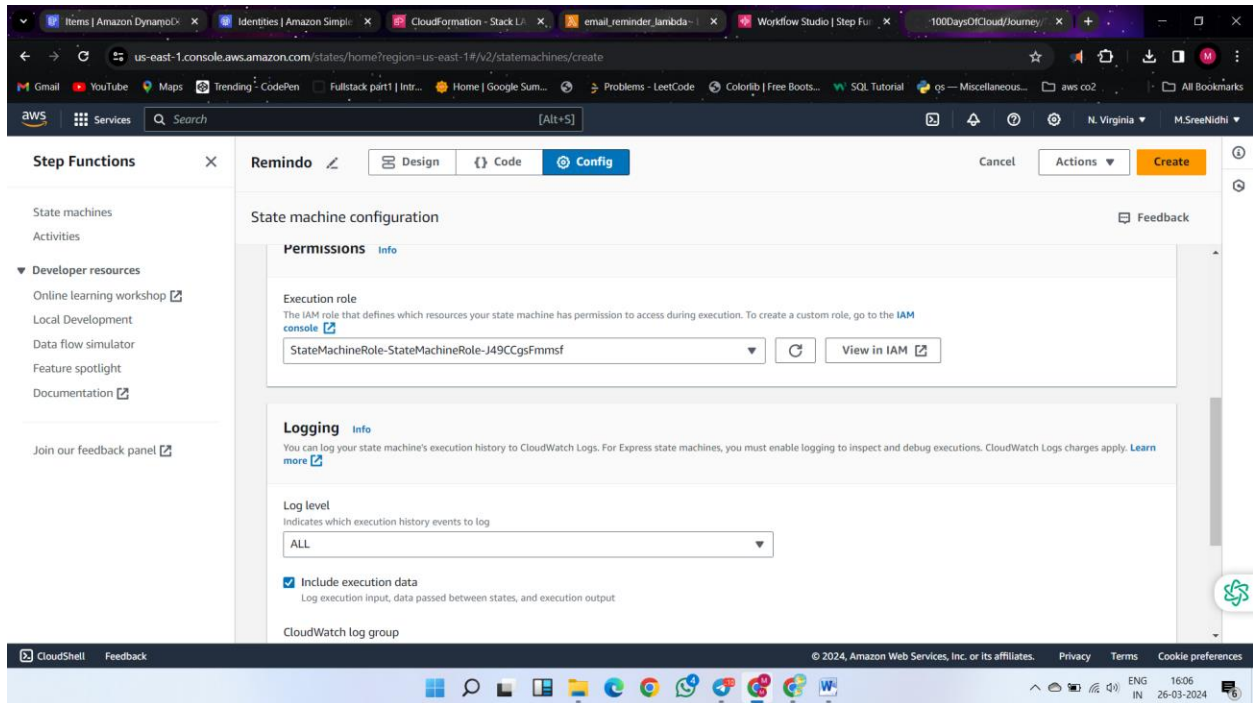 Items | Amazon DynamoD
Identities | Amazon Simple
CloudFormation - Stack LA
email_reminder_lambda - L
Workflow Studio | Step Fun
100DaysOfCloud/Journey/
us-east-1.console.aws.amazon.com/states/home?region=us-east-1#/v2/statemachines/create
M Gmail YouTube Maps Trending - CodePen Fullstack part1 | Intr... Home | Google Sum... Problems - LeetCode Colorlib | Free Boots... SQL Tutorial os — Miscellaneous... aws co2 All Bookmarks
aws Services Search [Alt+S] N. Virginia M.SreeNidhi
Step Functions
State machines
Activities
Developer resources
Online learning workshop
Local Development
Data flow simulator
Feature spotlight
Documentation
Join our feedback panel
Remindo Design {} Code Config Cancel Actions Create
State machine configuration Feedback
Permissions Info
Execution role
The IAM role that defines which resources your state machine has permission to access during execution. To create a custom role, go to the IAM
console
StateMachineRole-StateMachineRole-J49CCgsFmmsf View in IAM
Logging Info
You can log your state machine's execution history to CloudWatch Logs. For Express state machines, you must enable logging to inspect and debug executions. CloudWatch Logs charges apply. Learn
more
Log level
Indicates which execution history events to log
ALL
Include execution data
Log execution input, data passed between states, and execution output
CloudWatch log group
CloudShell Feedback © 2024, Amazon Web Services, Inc. or its affiliates. Privacy Terms Cookie preferences
ENG 16:06
IN 26-03-2024